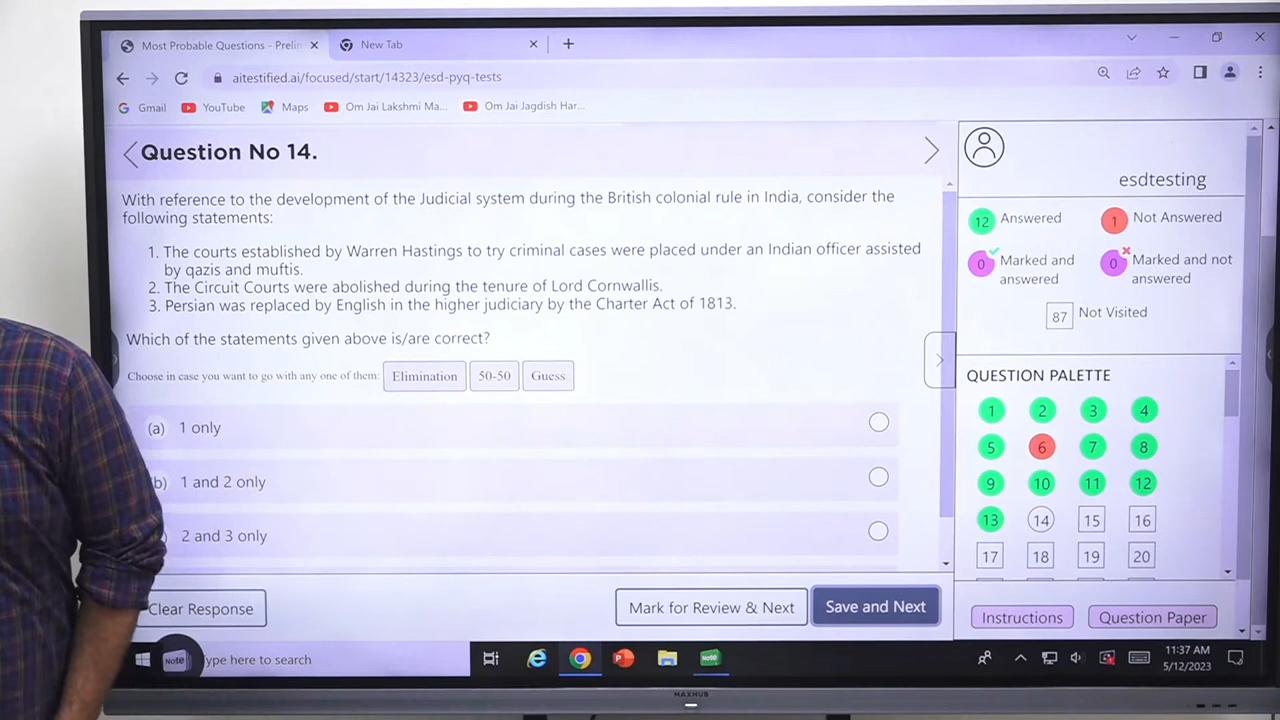 Most Probable Questions - Prelin
New Tab
aitestified.ai/focused/start/14323/esd-pyq-tests
Gmail
YouTube
Maps
Om Jai Lakshmi Ma...
Om Jai Jagdish Har...
Question No 14.
With reference to the development of the Judicial system during the British colonial rule in India, consider the
following statements:
1. The courts established by Warren Hastings to try criminal cases were placed under an Indian officer assisted
by qazis and muftis.
2. The Circuit Courts were abolished during the tenure of Lord Cornwallis.
3. Persian was replaced by English in the higher judiciary by the Charter Act of 1813.
Which of the statements given above is/are correct?
Choose in case you want to go with any one of them: Elimination 50-50 Guess
(a) 1 only
b) 1 and 2 only
2 and 3 only
Clear Response
Mark for Review & Next
Save and Next
esdtesting
12 Answered
1 Not Answered
0 Marked and
answered
0 Marked and not
answered
87 Not Visited
QUESTION PALETTE
1 2 3 4
5 6 7 8
9 10 11 12
13 14 15 16
17 18 19 20
Instructions
Question Paper
Note
ype here to search
Note
11:37 AM
5/12/2023
MAXHUB